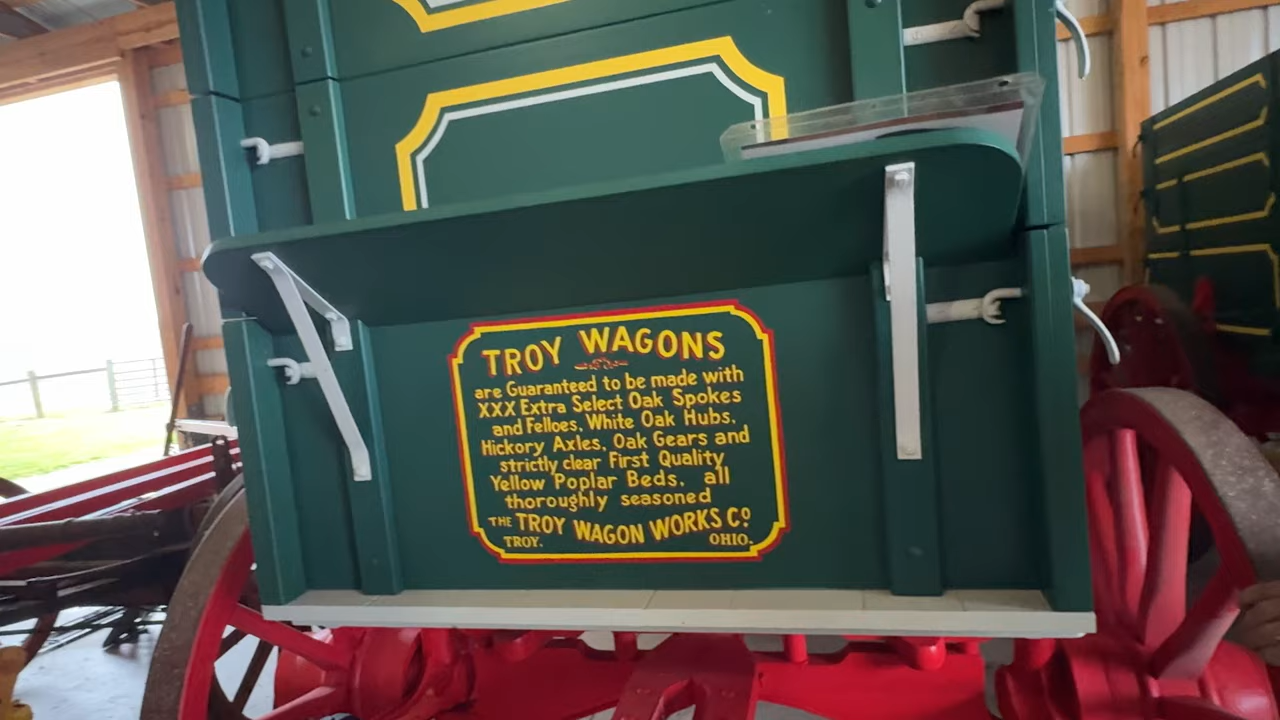 TROY WAGONS
are Guaranteed to be made with
XXX Extra Select Oak Spokes
and Felloes, White Oak Hubs,
Hickory Axles, Oak Gears and
strictly clear First Quality
Yellow Poplar Beds, all
thoroughly seasoned
THE TROY WAGON WORKS CO
TROY. OHIO.